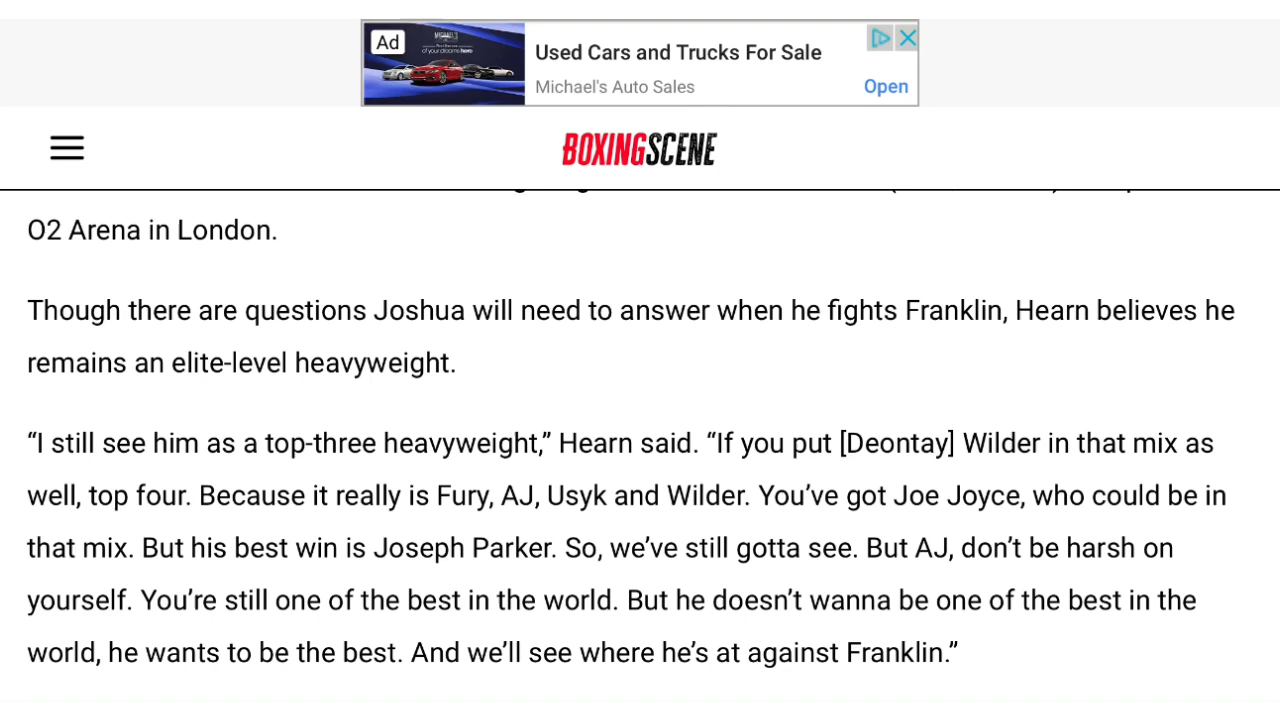 Ad
MICHAEL'S
of your dreams here
Used Cars and Trucks For Sale
Michael's Auto Sales
Open
BOXINGSCENE
O2 Arena in London.
Though there are questions Joshua will need to answer when he fights Franklin, Hearn believes he
remains an elite-level heavyweight.
“I still see him as a top-three heavyweight,” Hearn said. “If you put [Deontay] Wilder in that mix as
well, top four. Because it really is Fury, AJ, Usyk and Wilder. You’ve got Joe Joyce, who could be in
that mix. But his best win is Joseph Parker. So, we’ve still gotta see. But AJ, don’t be harsh on
yourself. You’re still one of the best in the world. But he doesn’t wanna be one of the best in the
world, he wants to be the best. And we’ll see where he’s at against Franklin.”